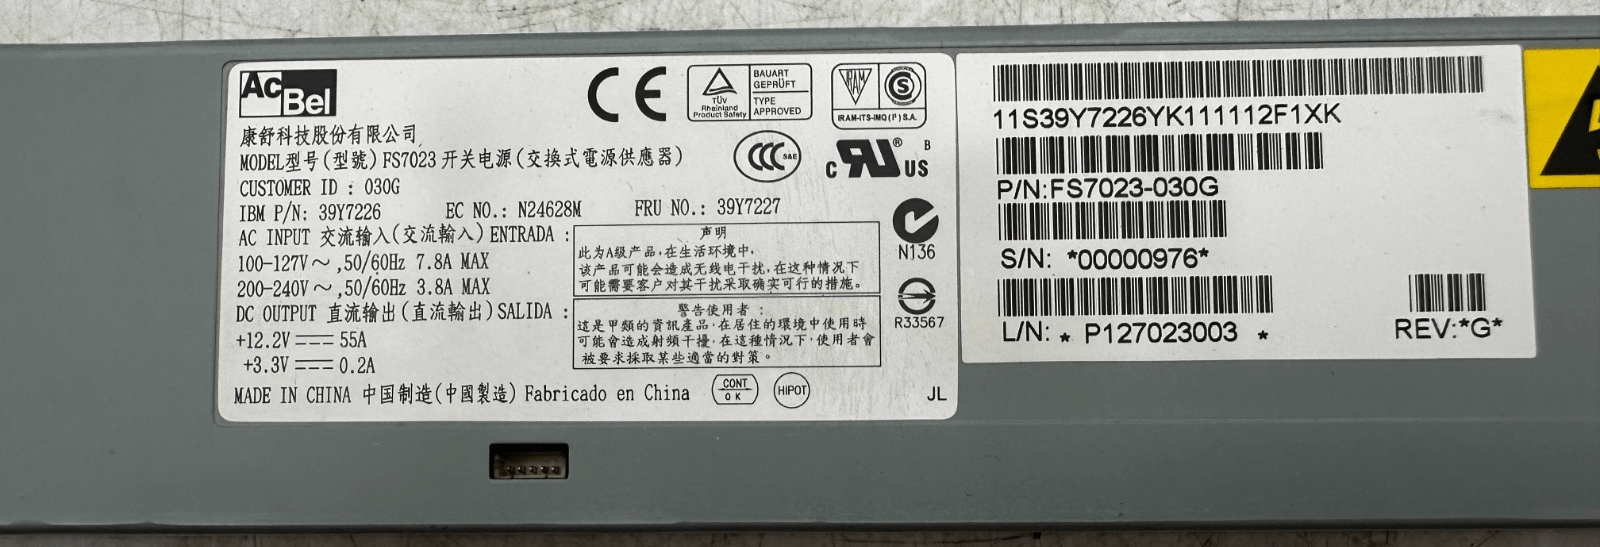 AcBel
康舒科技股份有限公司
MODEL型号(型號) FS7023 开关电源(交換式電源供應器)
CUSTOMER ID : 030G
IBM P/N: 39Y7226 EC NO.: N24628M FRU NO.: 39Y7227
AC INPUT 交流输入(交流輸入) ENTRADA :
100-127V～ ,50/60Hz 7.8A MAX
200-240V～ ,50/60Hz 3.8A MAX
DC OUTPUT 直流输出(直流輸出) SALIDA :
+12.2V 55A
+3.3V 0.2A
MADE IN CHINA 中国制造(中國製造) Fabricado en China
CONT
OK
HIPOT
JL
声明
此为A级产品,在生活环境中,
该产品可能会造成无线电干扰,在这种情况下
可能需要客户对其干扰采取确实可行的措施。
警告使用者 :
這是甲類的資訊產品,在居住的環境中使用時
可能會造成射頻干擾,在這種情況下,使用者會
被要求採取某些適當的對策。
CE
TÜV
Rheinland
Product Safety
BAUART
GEPRÜFT
TYPE
APPROVED
IRAM
S
IRAM-ITS-IMQ(P)S.A.
CCC S&E
c RU ® US B
N136
R33567
11S39Y7226YK111112F1XK
P/N:FS7023-030G
S/N: *00000976*
L/N: * P127023003 *
REV:*G*